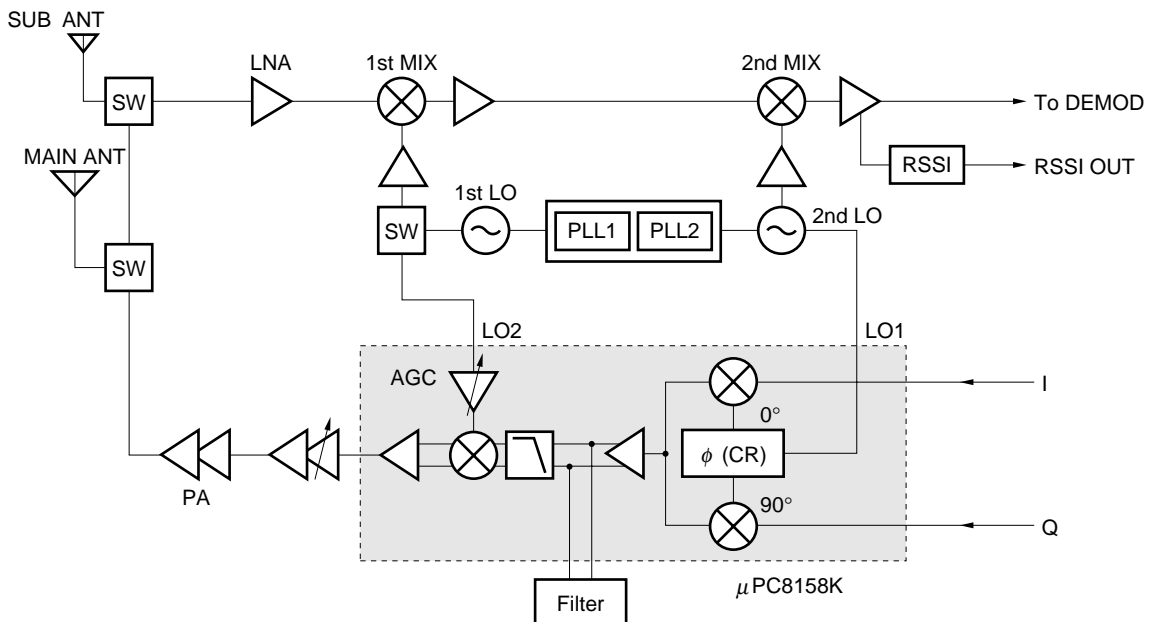 SUB ANT
LNA
1st MIX
2nd MIX
SW
To DEMOD
MAIN ANT
RSSI
RSSI OUT
1st LO
SW
PLL1
PLL2
2nd LO
SW
LO2
LO1
AGC
I
0°
ϕ (CR)
PA
90°
Q
μPC8158K
Filter